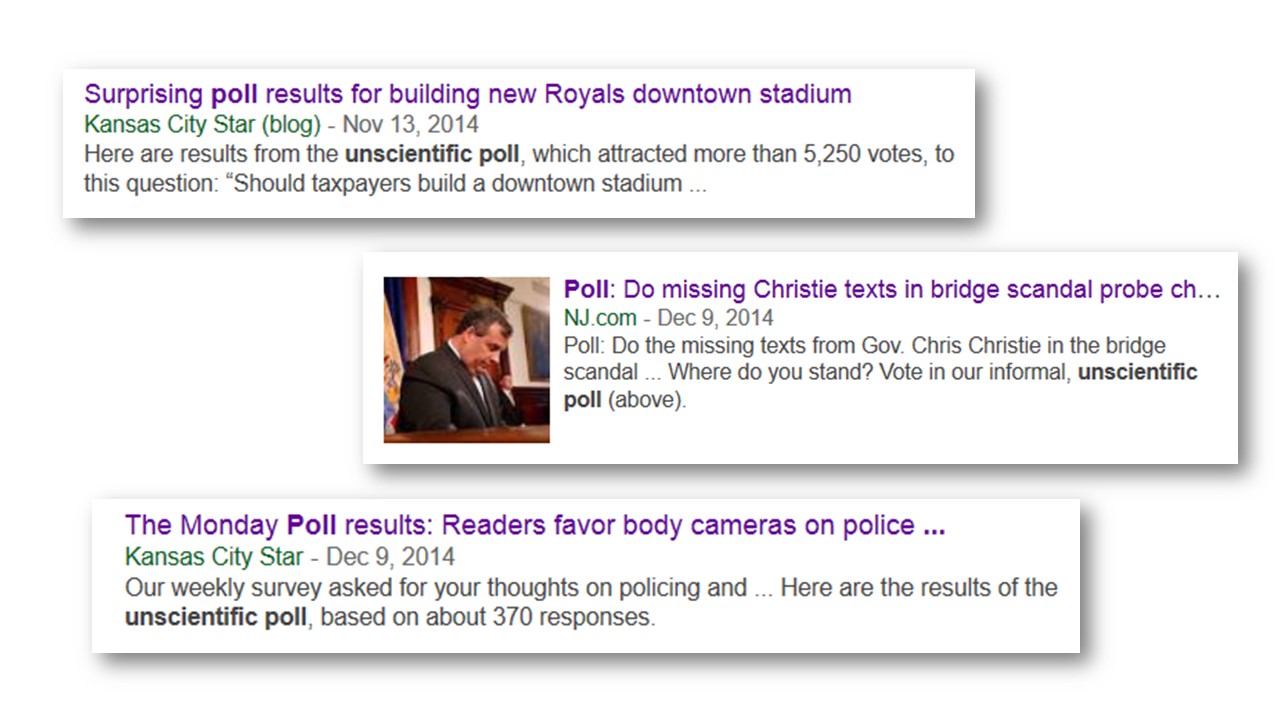 Surprising poll results for building new Royals downtown stadium
Kansas City Star (blog) - Nov 13, 2014
Here are results from the unscientific poll, which attracted more than 5,250 votes, to
this question: “Should taxpayers build a downtown stadium ...
Poll: Do missing Christie texts in bridge scandal probe ch...
NJ.com - Dec 9, 2014
Poll: Do the missing texts from Gov. Chris Christie in the bridge
scandal ... Where do you stand? Vote in our informal, unscientific
poll (above).
The Monday Poll results: Readers favor body cameras on police ...
Kansas City Star - Dec 9, 2014
Our weekly survey asked for your thoughts on policing and ... Here are the results of the
unscientific poll, based on about 370 responses.